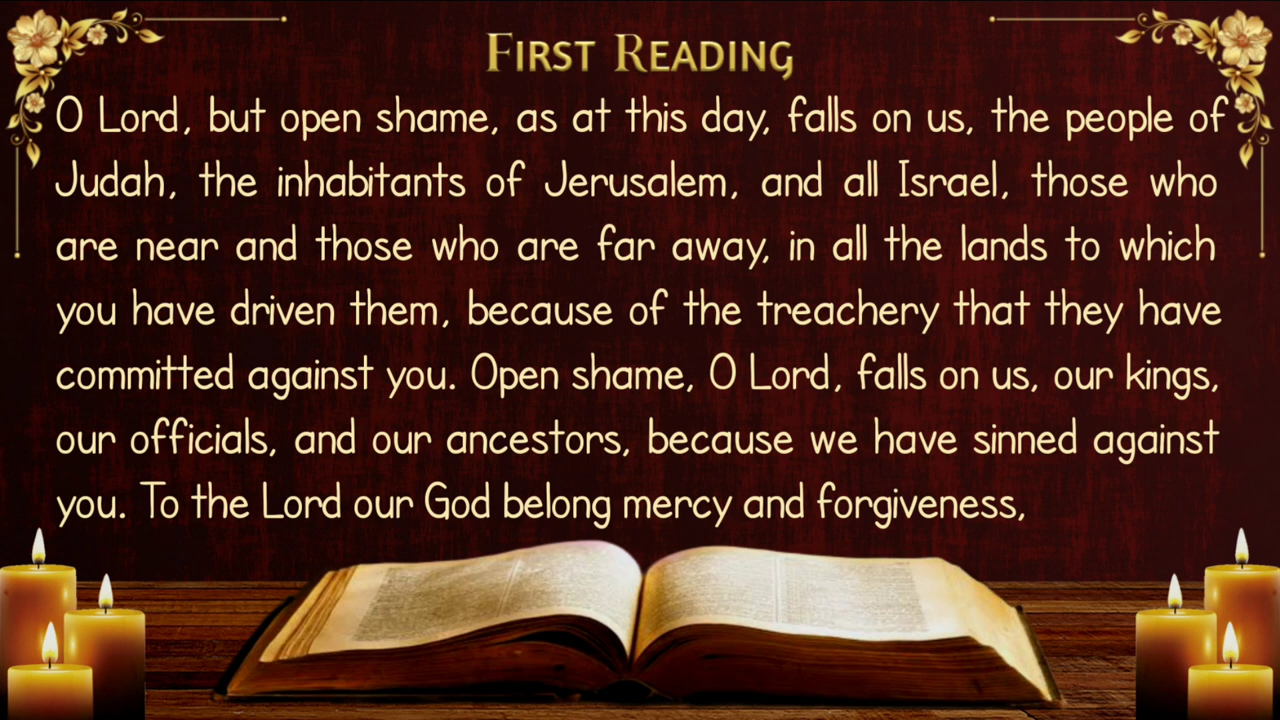 First Reading
O Lord, but open shame, as at this day, falls on us, the people of
Judah, the inhabitants of Jerusalem, and all Israel, those who
are near and those who are far away, in all the lands to which
you have driven them, because of the treachery that they have
committed against you. Open shame, O Lord, falls on us, our kings,
our officials, and our ancestors, because we have sinned against
you. To the Lord our God belong mercy and forgiveness,